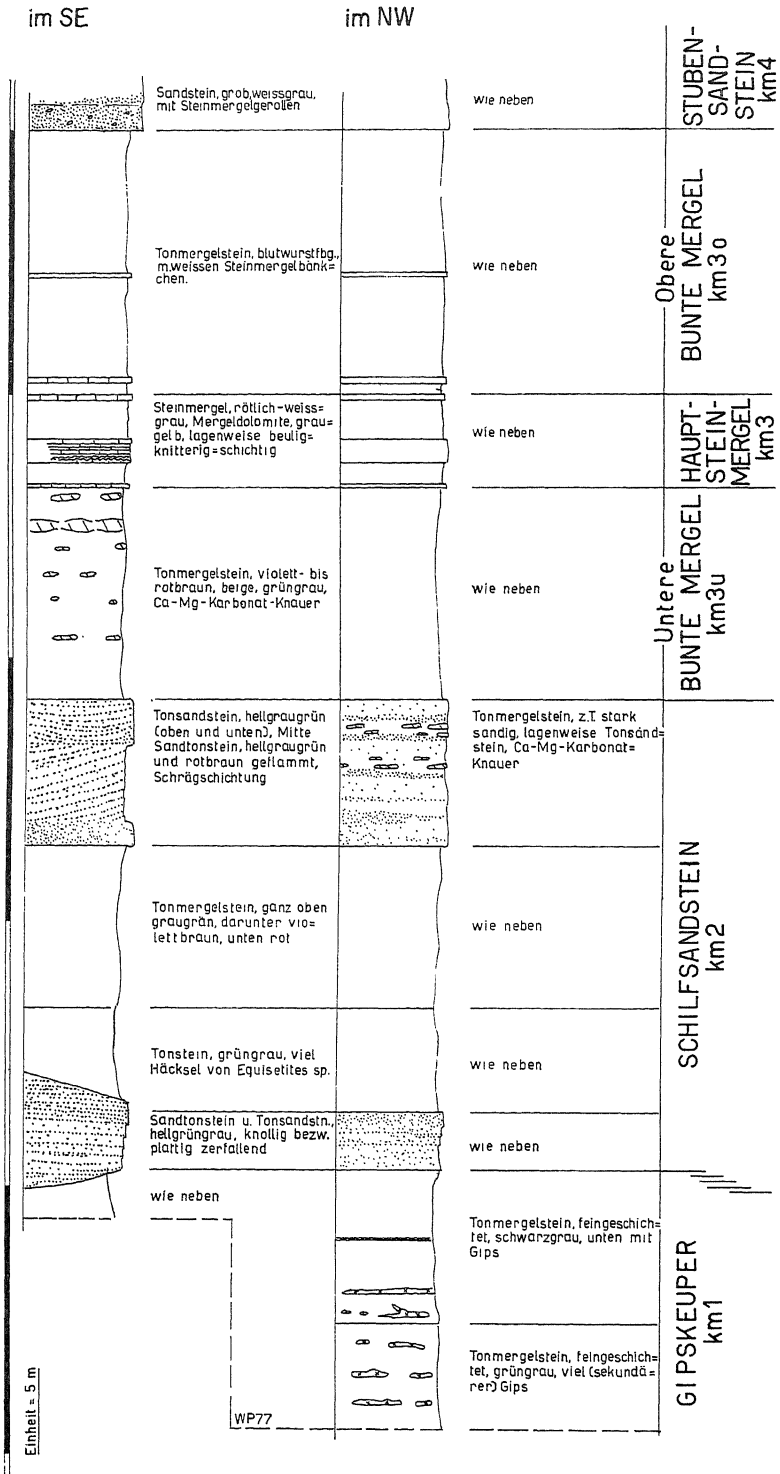 im SE
im NW
Sandstein, grob, weissgrau,
mit Steinmergelgeröllen
wie neben
STUBEN-
SAND-
STEIN
km4
Tonmergelstein, blutwurstfbg.,
m.weissen Steinmergelbänk=
chen.
wie neben
Obere
BUNTE MERGEL
km3o
Steinmergel, rötlich-weiss=
grau, Mergeldolomite, grau=
gelb, lagenweise beulig=
knitterig=schichtig
wie neben
HAUPT-
STEIN-
MERGEL
km3
Tonmergelstein, violett- bis
rotbraun, beige, grüngrau,
Ca-Mg-Karbonat-Knauer
wie neben
Untere
BUNTE MERGEL
km3u
Tonsandstein, hellgraugrün
(oben und unten), Mitte
Sandtonstein, hellgraugrün
und rotbraun geflammt,
Schrägschichtung
Tonmergelstein, z.T. stark
sandig, lagenweise Tonsand=
stein, Ca-Mg-Karbonat=
Knauer
Tonmergelstein, ganz oben
graugrän, darunter vio=
lettbraun, unten rot
wie neben
SCHILFSANDSTEIN
km2
Tonstein, grüngrau, viel
Häcksel von Equisetites sp.
wie neben
Sandtonstein u. Tonsandstn.,
hellgrüngrau, knollig bezw.
plattig zerfallend
wie neben
wie neben
Tonmergelstein, feingeschich=
tet, schwarzgrau, unten mit
Gips
Tonmergelstein, feingeschich=
tet, grüngrau, viel (sekundä=
rer) Gips
GIPSKEUPER
km1
WP77
Einheit = 5 m